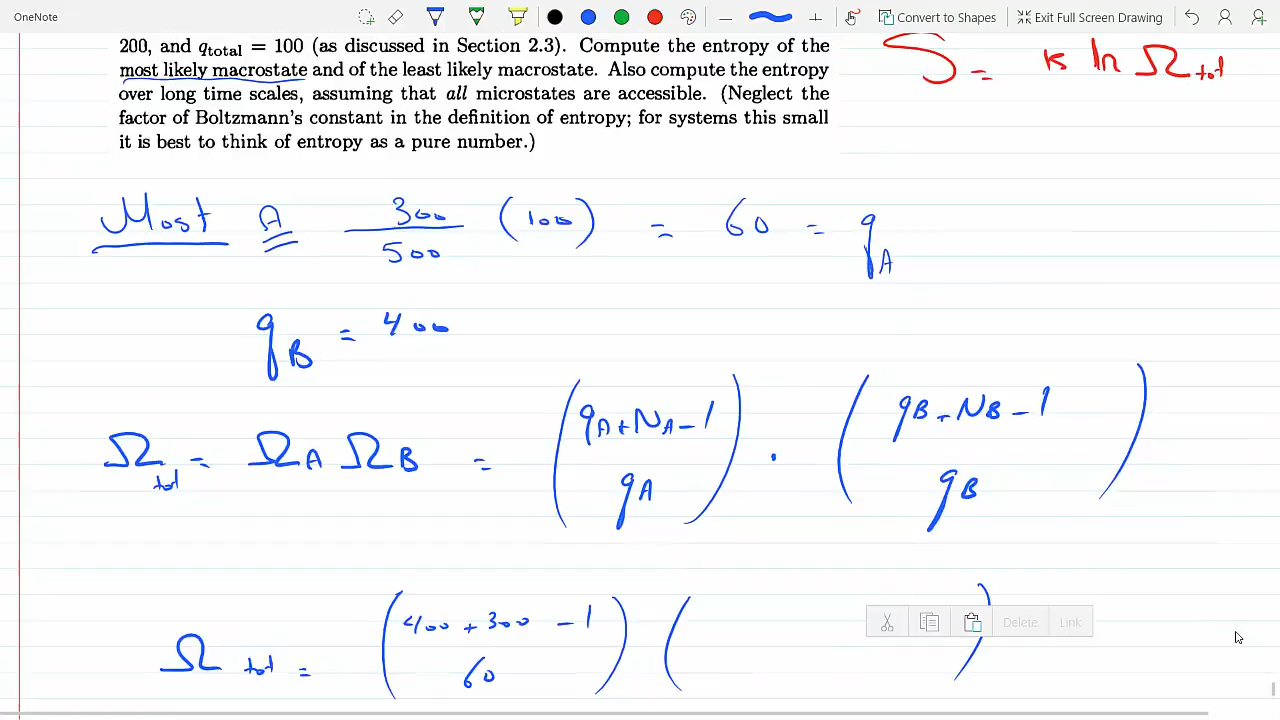 OneNote
Convert to Shapes
Exit Full Screen Drawing
200, and q_total = 100 (as discussed in Section 2.3). Compute the entropy of the
most likely macrostate and of the least likely macrostate. Also compute the entropy
over long time scales, assuming that all microstates are accessible. (Neglect the
factor of Boltzmann's constant in the definition of entropy; for systems this small
it is best to think of entropy as a pure number.)
S = k ln Ω_tot
Most A 300/500 (100) = 60 = q_A
q_B = 400
Ω_tot = Ω_A Ω_B = (q_A + N_A - 1
q_A) · (q_B + N_B - 1
q_B)
Ω_tot = (400 + 300 - 1
60) ( )
Delete
Link